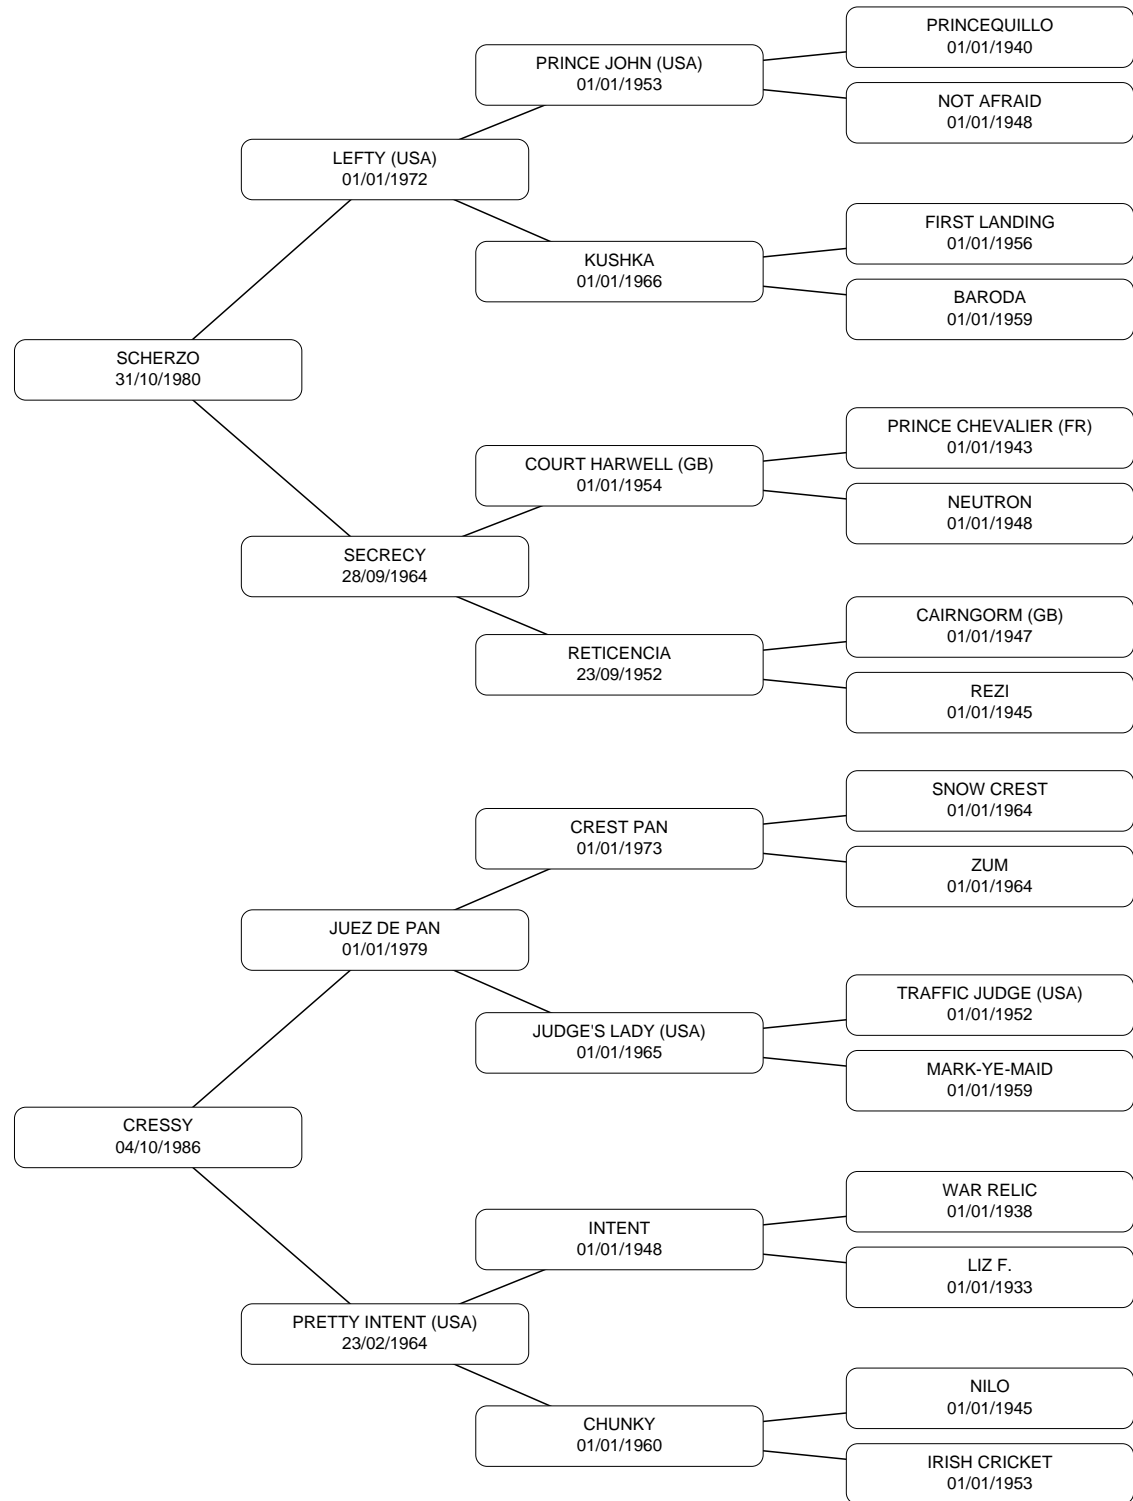 PRINCEQUILLO
01/01/1940
PRINCE JOHN (USA)
01/01/1953
NOT AFRAID
01/01/1948
LEFTY (USA)
01/01/1972
FIRST LANDING
01/01/1956
KUSHKA
01/01/1966
BARODA
01/01/1959
SCHERZO
31/10/1980
PRINCE CHEVALIER (FR)
01/01/1943
COURT HARWELL (GB)
01/01/1954
NEUTRON
01/01/1948
SECRECY
28/09/1964
CAIRNGORM (GB)
01/01/1947
RETICENCIA
23/09/1952
REZI
01/01/1945
SNOW CREST
01/01/1964
CREST PAN
01/01/1973
ZUM
01/01/1964
JUEZ DE PAN
01/01/1979
TRAFFIC JUDGE (USA)
01/01/1952
JUDGE'S LADY (USA)
01/01/1965
MARK-YE-MAID
01/01/1959
CRESSY
04/10/1986
WAR RELIC
01/01/1938
INTENT
01/01/1948
LIZ F.
01/01/1933
PRETTY INTENT (USA)
23/02/1964
NILO
01/01/1945
CHUNKY
01/01/1960
IRISH CRICKET
01/01/1953